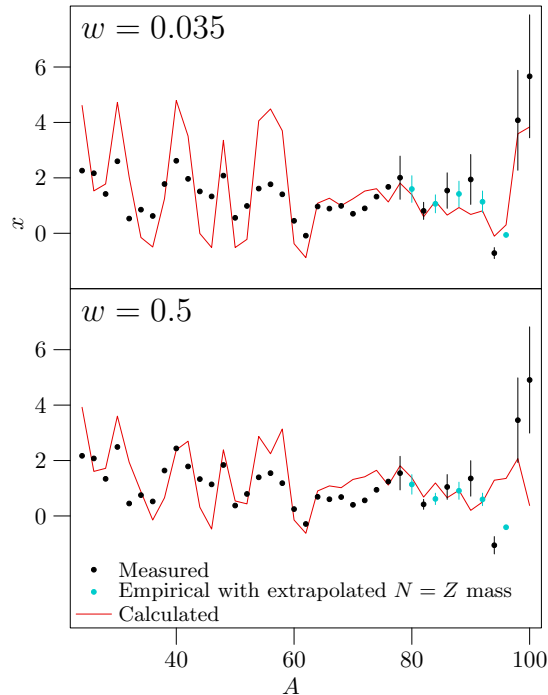 w = 0.035
6
4
2
0
x
w = 0.5
6
4
2
0
Measured
Empirical with extrapolated N = Z mass
Calculated
40 60 80 100
A